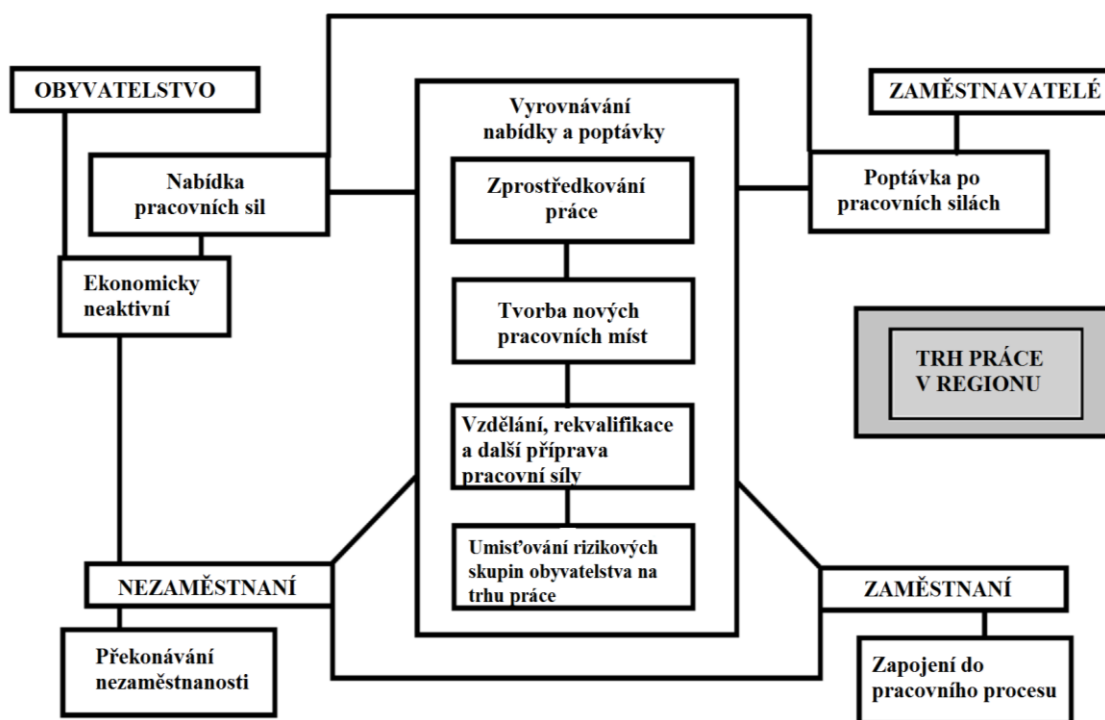 OBYVATELSTVO
ZAMĚSTNAVATELÉ
Vyrovnávání
nabídky a poptávky
Nabídka
pracovních sil
Zprostředkování
práce
Poptávka po
pracovních silách
Ekonomicky
neaktivní
Tvorba nových
pracovních míst
TRH PRÁCE
V REGIONU
Vzdělání, rekvalifikace
a další příprava
pracovní síly
Umisťování rizikových
skupin obyvatelstva na
trhu práce
NEZAMĚSTNANÍ
ZAMĚSTNANÍ
Překonávání
nezaměstnanosti
Zapojení do
pracovního procesu